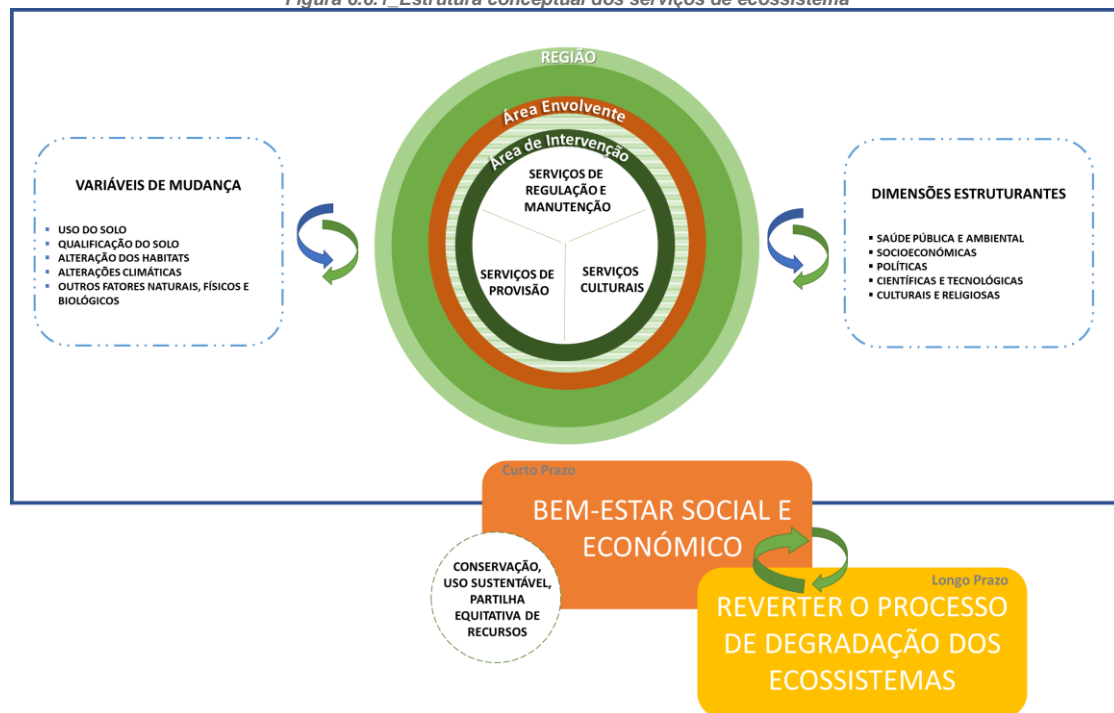 Figura 6.6.1_Estrutura conceptual dos serviços de ecossistema
REGIÃO
Área Envolvente
Área de Intervenção
SERVIÇOS DE
REGULAÇÃO E
MANUTENÇÃO
SERVIÇOS DE
PROVISÃO
SERVIÇOS
CULTURAIS
VARIÁVEIS DE MUDANÇA
▪ USO DO SOLO
▪ QUALIFICAÇÃO DO SOLO
▪ ALTERAÇÃO DOS HABITATS
▪ ALTERAÇÕES CLIMÁTICAS
▪ OUTROS FATORES NATURAIS, FÍSICOS E
BIOLÓGICOS
DIMENSÕES ESTRUTURANTES
▪ SAÚDE PÚBLICA E AMBIENTAL
▪ SOCIOECONÓMICAS
▪ POLÍTICAS
▪ CIENTÍFICAS E TECNOLÓGICAS
▪ CULTURAIS E RELIGIOSAS
Curto Prazo
BEM-ESTAR SOCIAL E
ECONÓMICO
CONSERVAÇÃO,
USO SUSTENTÁVEL,
PARTILHA
EQUITATIVA DE
RECURSOS
Longo Prazo
REVERTER O PROCESSO
DE DEGRADAÇÃO DOS
ECOSSISTEMAS